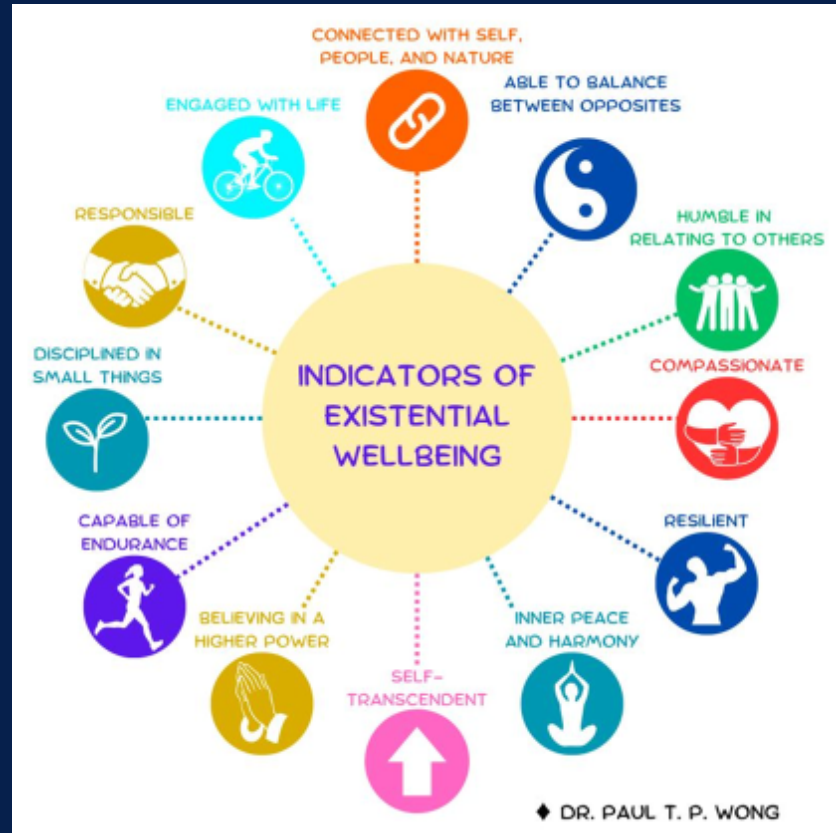 CONNECTED WITH SELF,
PEOPLE, AND NATURE
ABLE TO BALANCE
BETWEEN OPPOSITES
HUMBLE IN
RELATING TO OTHERS
COMPASSIONATE
RESILIENT
INNER PEACE
AND HARMONY
SELF-
TRANSCENDENT
BELIEVING IN A
HIGHER POWER
CAPABLE OF
ENDURANCE
DISCIPLINED IN
SMALL THINGS
RESPONSIBLE
ENGAGED WITH LIFE
INDICATORS OF
EXISTENTIAL
WELLBEING
♦ DR. PAUL T. P. WONG